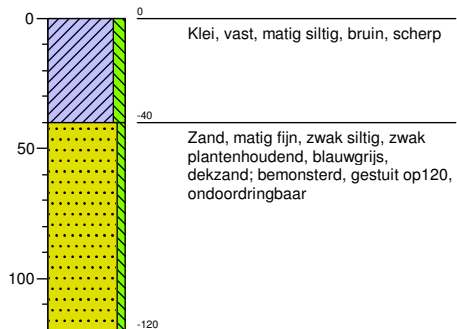 0
0
Klei, vast, matig siltig, bruin, scherp
-40
Zand, matig fijn, zwak siltig, zwak
plantenhoudend, blauwgrijs,
dekzand; bemonsterd, gestuit op120,
ondoordringbaar
50
100
-120